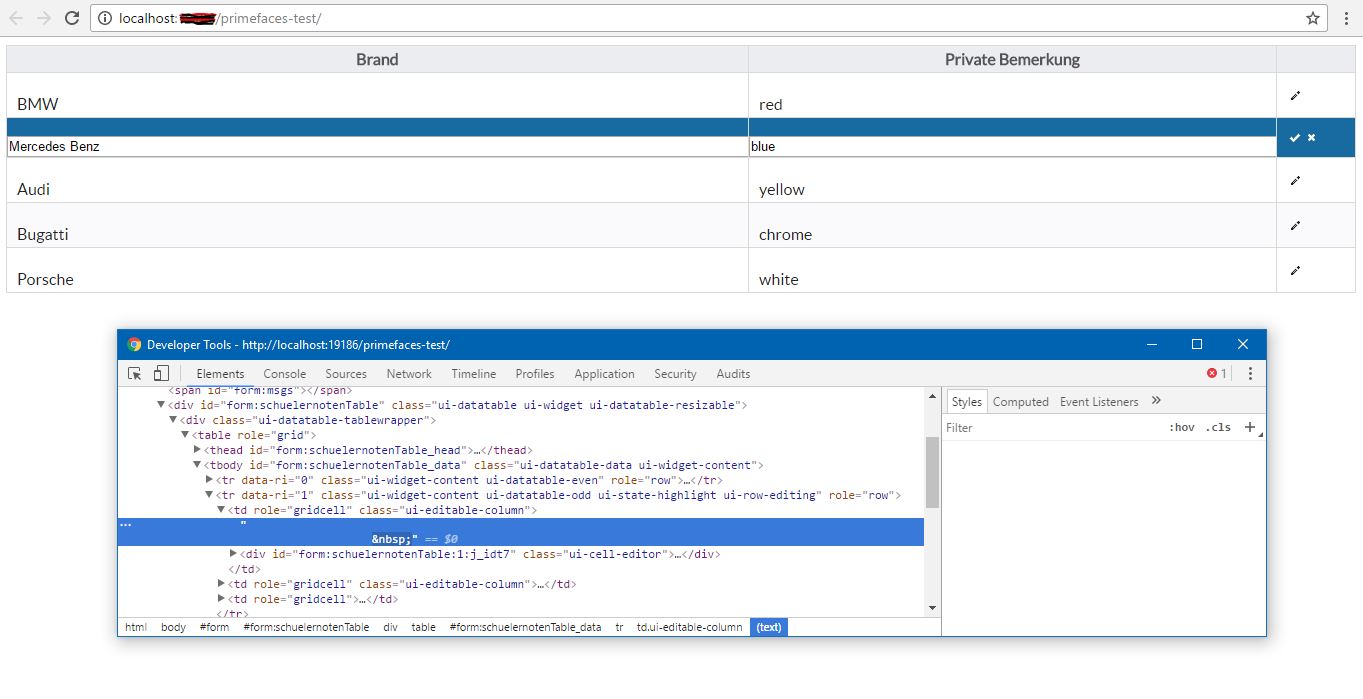 localhost: /primefaces-test/
Brand Private Bemerkung
BMW red
Mercedes Benz blue
Audi yellow
Bugatti chrome
Porsche white
Developer Tools - http://localhost:19186/primefaces-test/
Elements Console Sources Network Timeline Profiles Application Security Audits 1
<span id="form:msgs"></span>
<div id="form:schuelernotenTable" class="ui-datatable ui-widget ui-datatable-resizable">
<div class="ui-datatable-tablewrapper">
<table role="grid">
<thead id="form:schuelernotenTable_head">…</thead>
<tbody id="form:schuelernotenTable_data" class="ui-datatable-data ui-widget-content">
<tr data-ri="0" class="ui-widget-content ui-datatable-even" role="row">…</tr>
<tr data-ri="1" class="ui-widget-content ui-datatable-odd ui-state-highlight ui-row-editing" role="row">
<td role="gridcell" class="ui-editable-column">
... "
&nbsp;" == $0
<div id="form:schuelernotenTable:1:j_idt7" class="ui-cell-editor">…</div>
</td>
<td role="gridcell" class="ui-editable-column">…</td>
<td role="gridcell">…</td>
</tr>
html body #form #form:schuelernotenTable div table #form:schuelernotenTable_data tr td.ui-editable-column (text)
Styles Computed Event Listeners »
Filter :hov .cls +